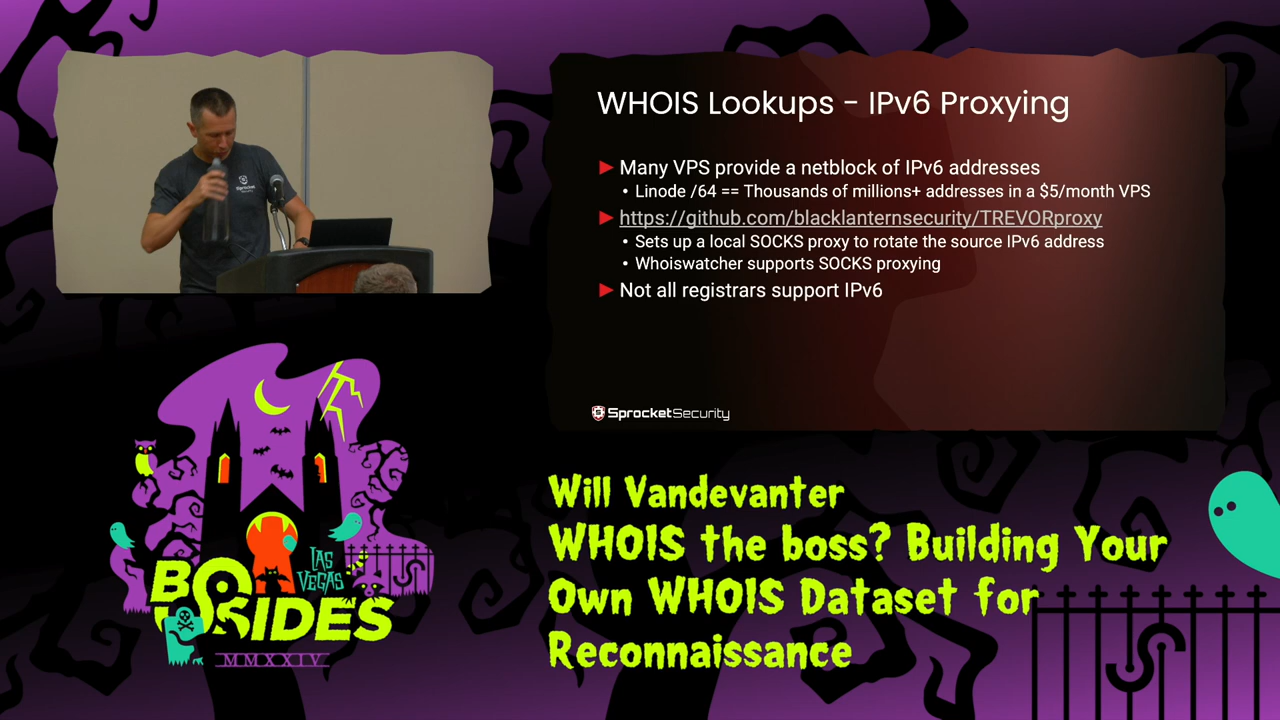 WHOIS Lookups - IPv6 Proxying
► Many VPS provide a netblock of IPv6 addresses
• Linode /64 == Thousands of millions+ addresses in a $5/month VPS
► https://github.com/blacklanternsecurity/TREVORproxy
• Sets up a local SOCKS proxy to rotate the source IPv6 address
• Whoiswatcher supports SOCKS proxying
► Not all registrars support IPv6
SprocketSecurity
Sprocket
LAS
VEGAS
BSIDES
MMXXIV
Will Vandevanter
WHOIS the boss? Building Your
Own WHOIS Dataset for
Reconnaissance